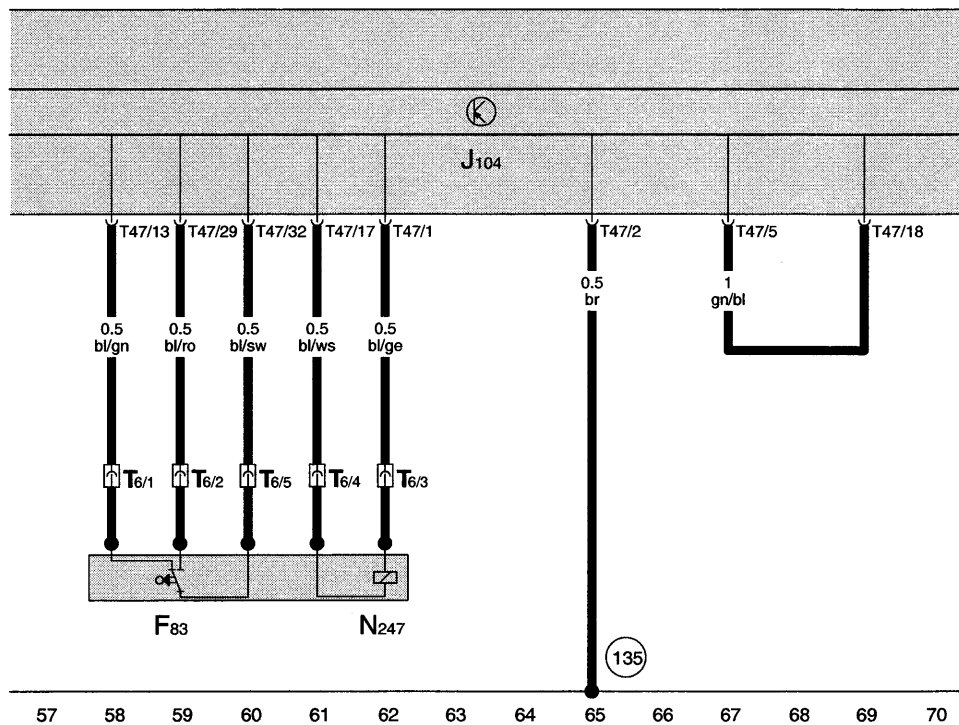 J104
T47/13 T47/29 T47/32 T47/17 T47/1 T47/2 T47/5 T47/18
0.5 1
br gn/bl
0.5 0.5 0.5 0.5 0.5
bl/gn bl/ro bl/sw bl/ws bl/ge
T6/1 T6/2 T6/5 T6/4 T6/3
F83 N247
135
57 58 59 60 61 62 63 64 65 66 67 68 69 70